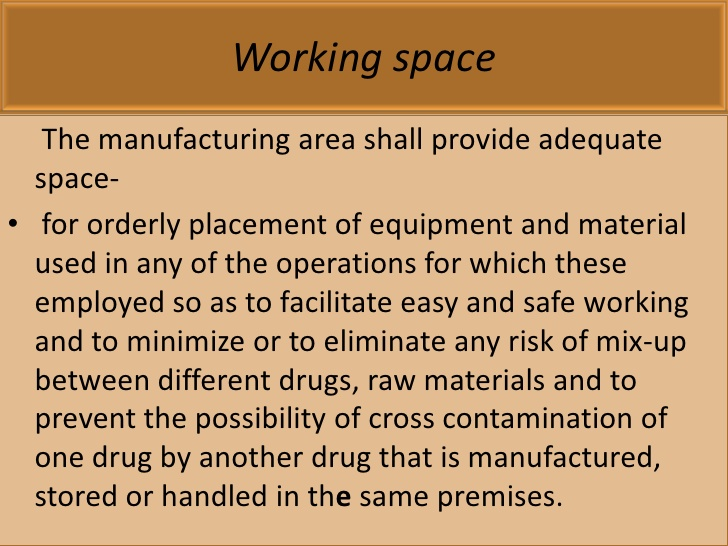 Working space
The manufacturing area shall provide adequate
space-
• for orderly placement of equipment and material
used in any of the operations for which these
employed so as to facilitate easy and safe working
and to minimize or to eliminate any risk of mix-up
between different drugs, raw materials and to
prevent the possibility of cross contamination of
one drug by another drug that is manufactured,
stored or handled in the same premises.